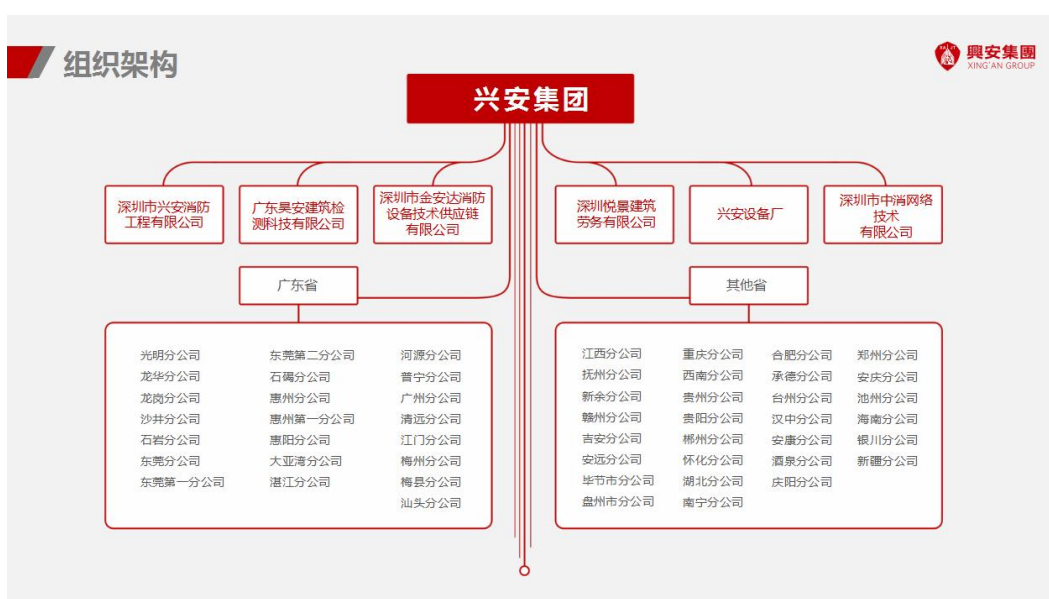 组织架构
興安集團
XING'AN GROUP
兴安集团
深圳市兴安消防
工程有限公司
广东昊安建筑检
测科技有限公司
深圳市金安达消防
设备技术供应链
有限公司
深圳悦景建筑
劳务有限公司
兴安设备厂
深圳市中消网络
技术
有限公司
广东省
光明分公司
龙华分公司
龙岗分公司
沙井分公司
石岩分公司
东莞分公司
东莞第一分公司
东莞第二分公司
石碣分公司
惠州分公司
惠州第一分公司
惠阳分公司
大亚湾分公司
湛江分公司
河源分公司
普宁分公司
广州分公司
清远分公司
江门分公司
梅州分公司
梅县分公司
汕头分公司
其他省
江西分公司
抚州分公司
新余分公司
赣州分公司
吉安分公司
安远分公司
毕节市分公司
盘州市分公司
重庆分公司
西南分公司
贵州分公司
贵阳分公司
郴州分公司
怀化分公司
湖北分公司
南宁分公司
合肥分公司
承德分公司
台州分公司
汉中分公司
安康分公司
酒泉分公司
庆阳分公司
郑州分公司
安庆分公司
池州分公司
海南分公司
银川分公司
新疆分公司